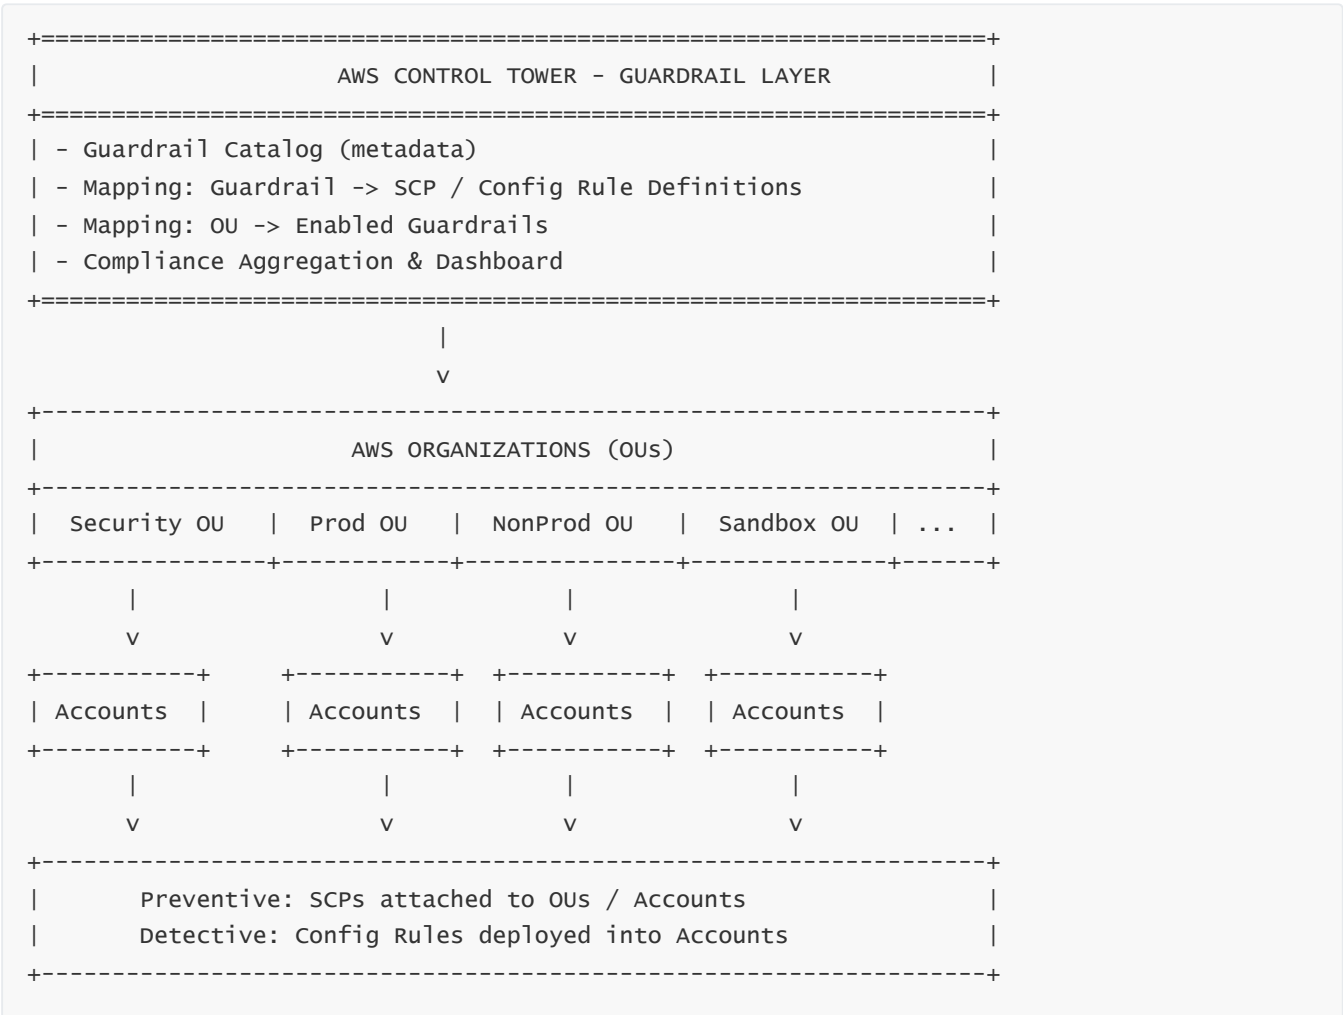 +===================================================================+
|                     AWS CONTROL TOWER - GUARDRAIL LAYER           |
+===================================================================+
| - Guardrail Catalog (metadata)                                    |
| - Mapping: Guardrail -> SCP / Config Rule Definitions             |
| - Mapping: OU -> Enabled Guardrails                               |
| - Compliance Aggregation & Dashboard                              |
+===================================================================+
                             |
                             v
+-------------------------------------------------------------------+
|                      AWS ORGANIZATIONS (OUs)                      |
+-------------------------------------------------------------------+
|  Security OU   |  Prod OU   |  NonProd OU   |  Sandbox OU  | ...  |
+----------------+------------+---------------+--------------+------+
       |                 |            |               |
       v                 v            v               v
+-----------+     +-----------+  +-----------+  +-----------+
| Accounts  |     | Accounts  |  | Accounts  |  | Accounts  |
+-----------+     +-----------+  +-----------+  +-----------+
       |                 |            |               |
       v                 v            v               v
+-------------------------------------------------------------------+
|       Preventive: SCPs attached to OUs / Accounts                 |
|       Detective: Config Rules deployed into Accounts              |
+-------------------------------------------------------------------+